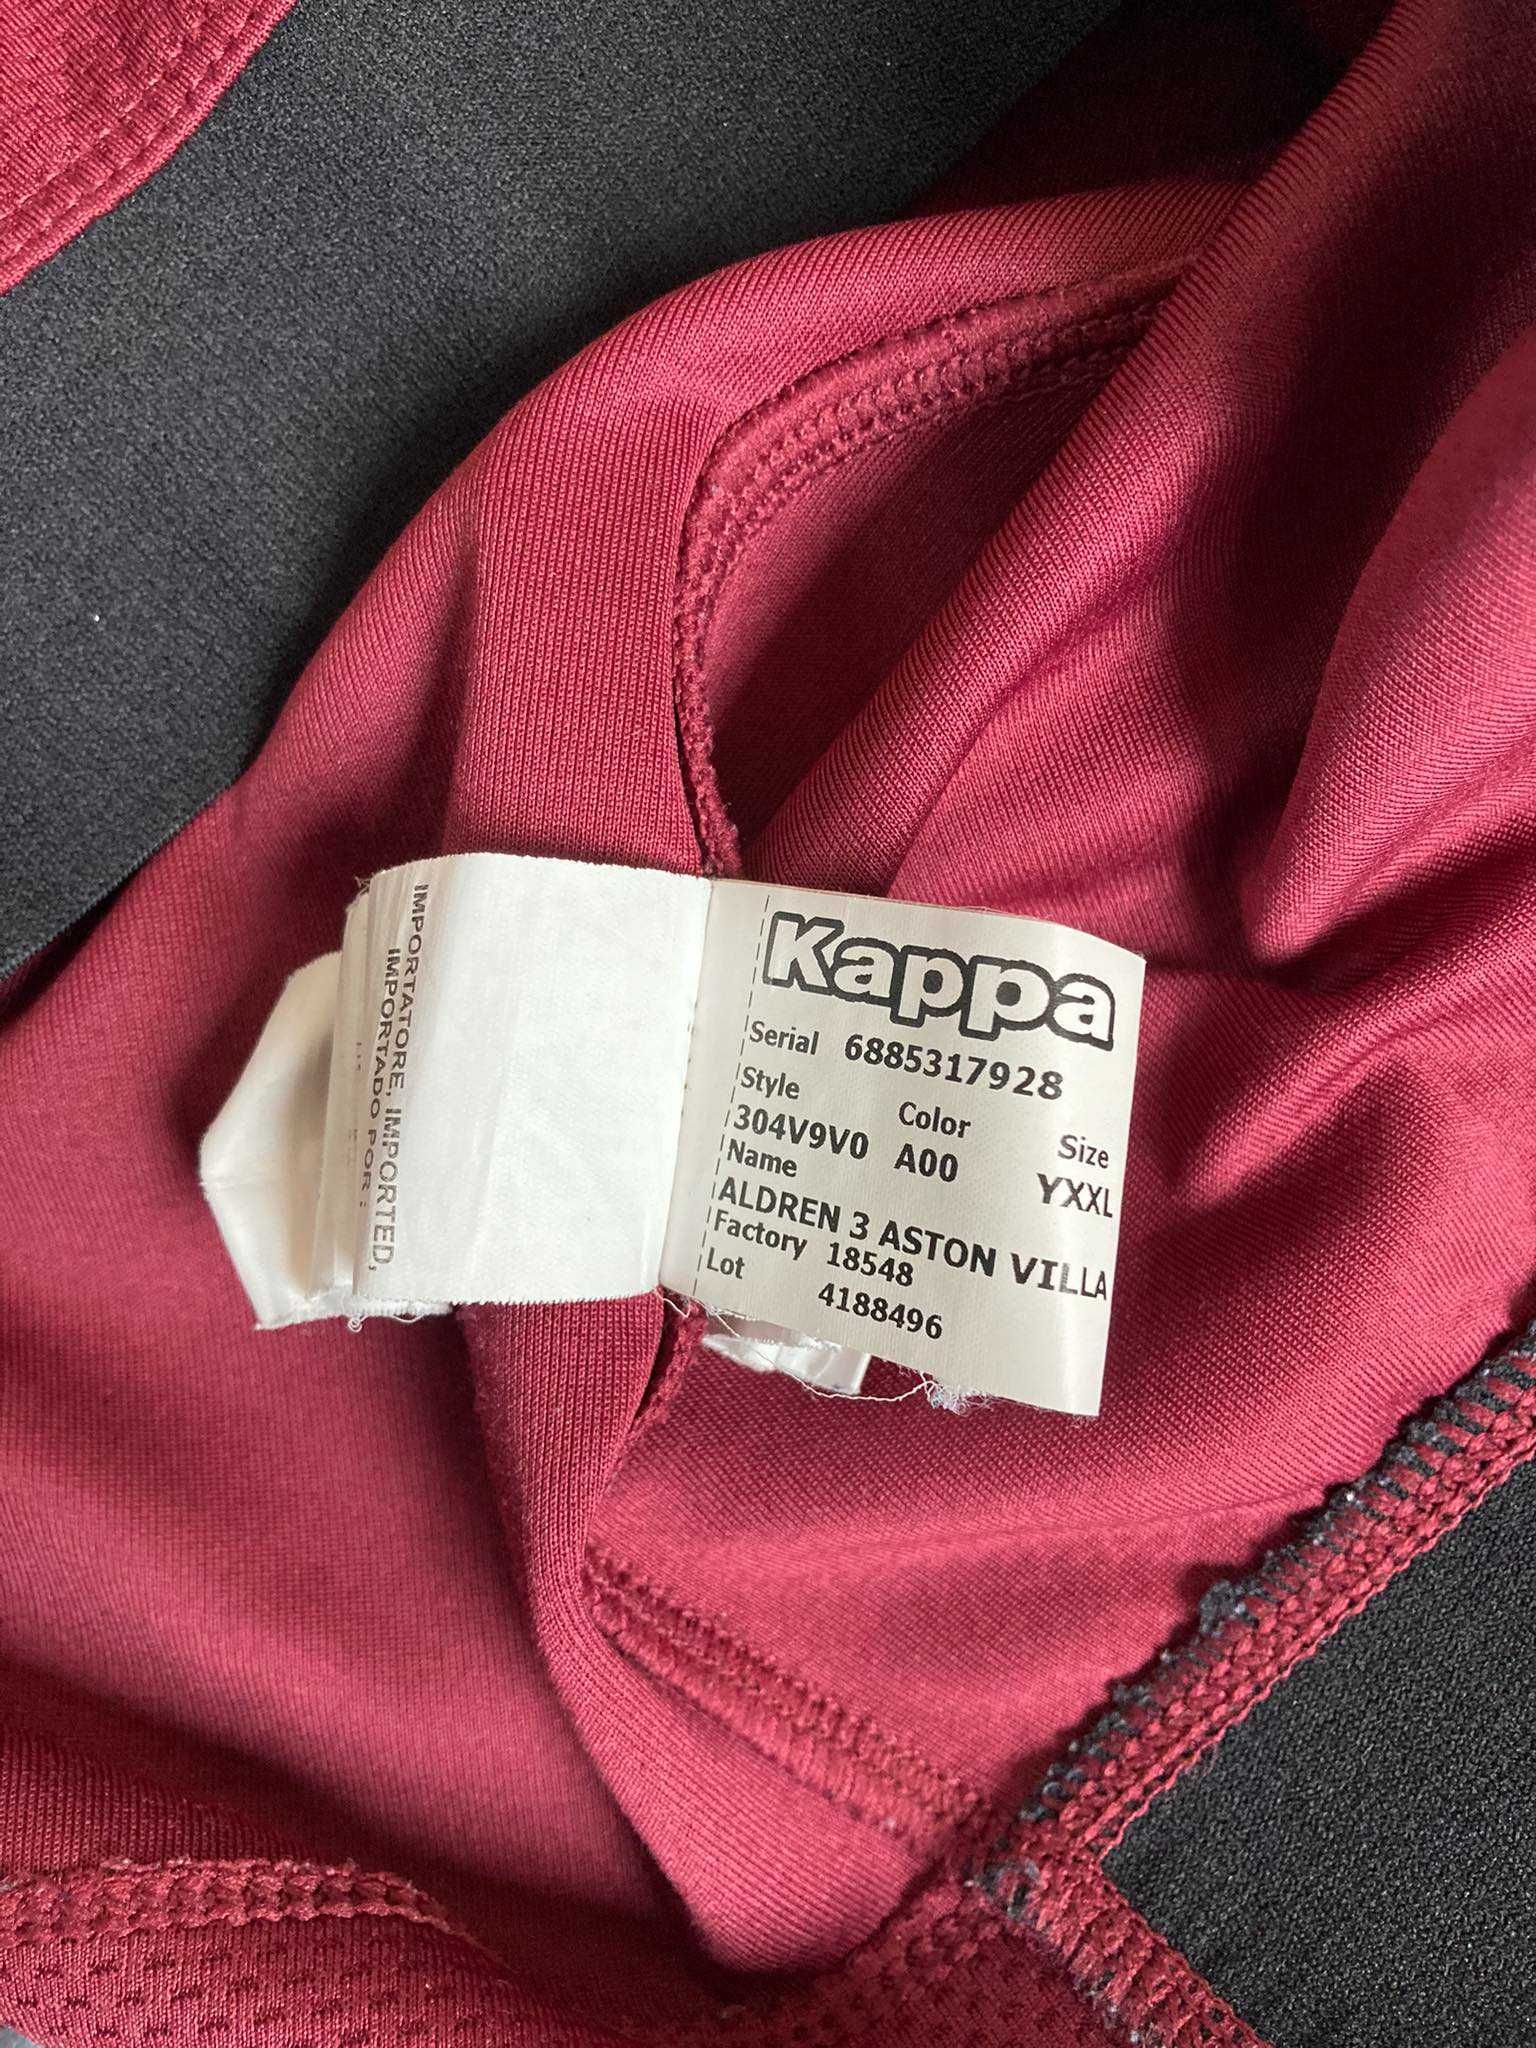 IMPORTATORE, IMPORTED,
IMPORTADO POR :
Kappa
Serial 6885317928
Style Color Size
304V9V0 A00 YXXL
Name
ALDREN 3 ASTON VILLA
Factory 18548
Lot 4188496